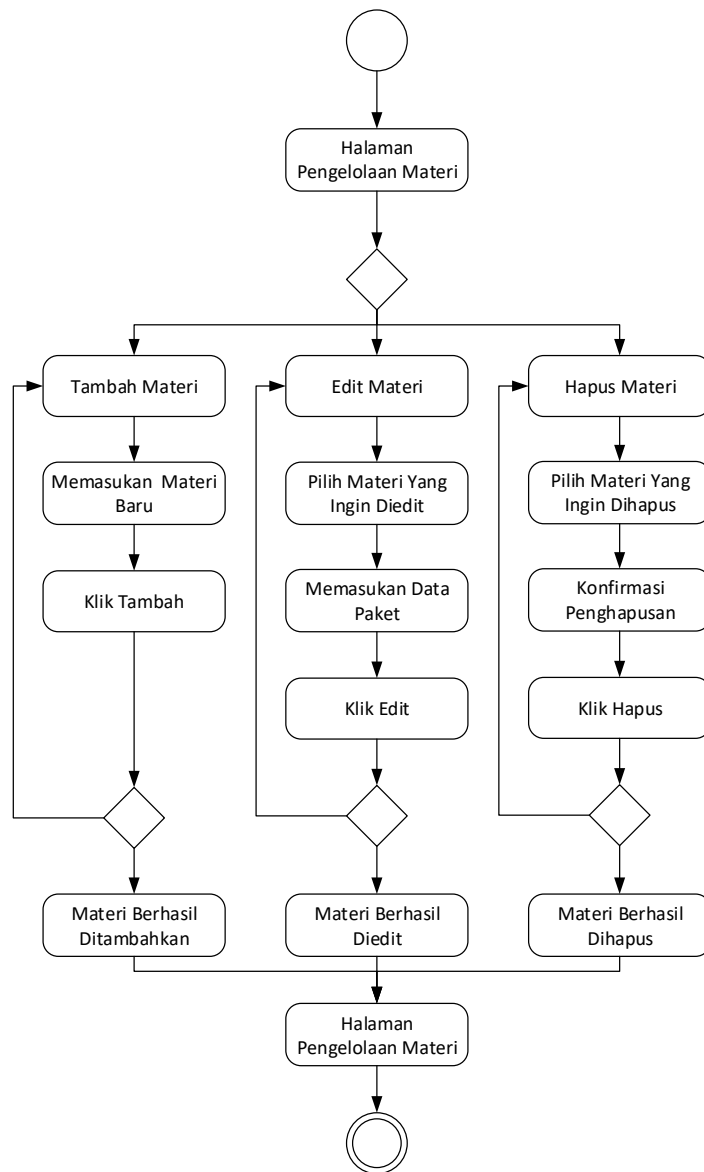 Halaman
Pengelolaan Materi
Tambah Materi
Edit Materi
Hapus Materi
Memasukan  Materi
Baru
Pilih Materi Yang
Ingin Diedit
Pilih Materi Yang
Ingin Dihapus
Klik Tambah
Memasukan Data
Paket
Konfirmasi
Penghapusan
Klik Edit
Klik Hapus
Materi Berhasil
Ditambahkan
Materi Berhasil
Diedit
Materi Berhasil
Dihapus
Halaman
Pengelolaan Materi